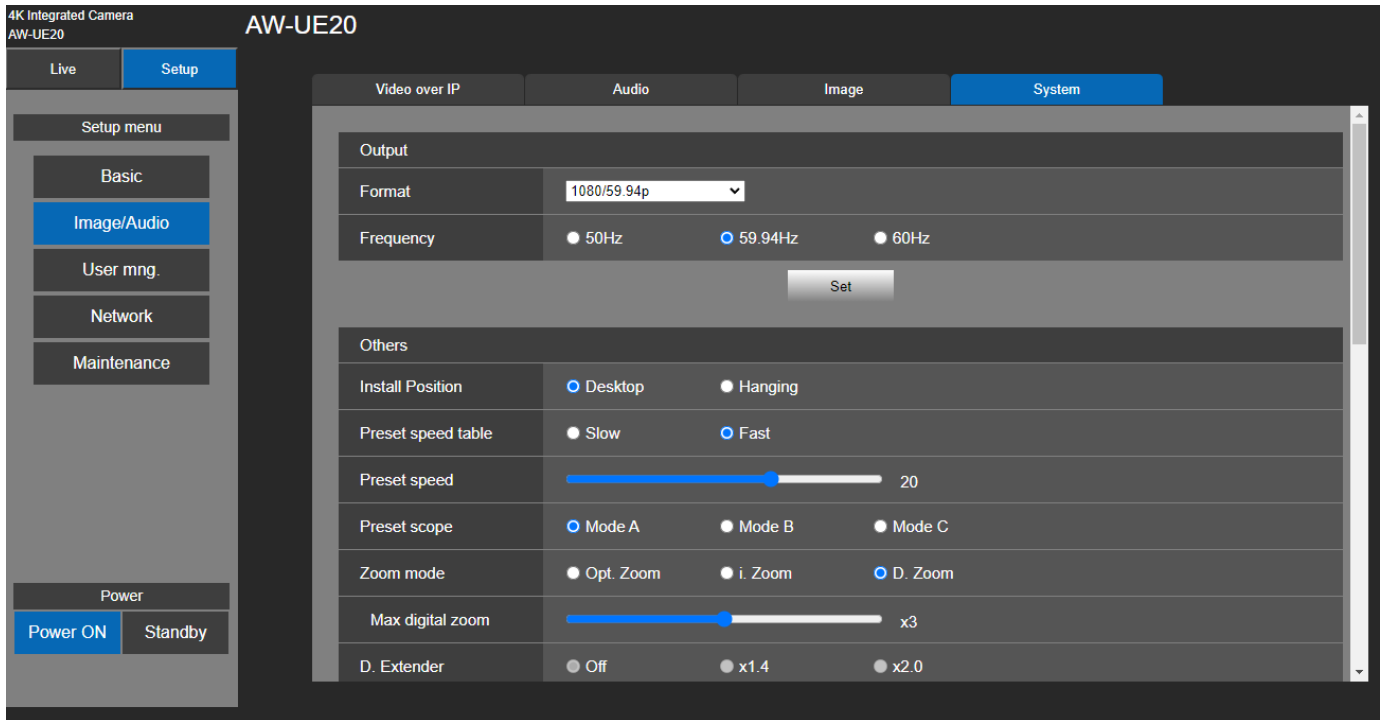 4K Integrated Camera
AW-UE20
AW-UE20
Live Setup
Setup menu
Basic
Image/Audio
User mng.
Network
Maintenance
Power
Power ON Standby
Video over IP Audio Image System
Output
Format 1080/59.94p
Frequency 50Hz 59.94Hz 60Hz
Set
Others
Install Position Desktop Hanging
Preset speed table Slow Fast
Preset speed 20
Preset scope Mode A Mode B Mode C
Zoom mode Opt. Zoom i. Zoom D. Zoom
Max digital zoom x3
D. Extender Off x1.4 x2.0